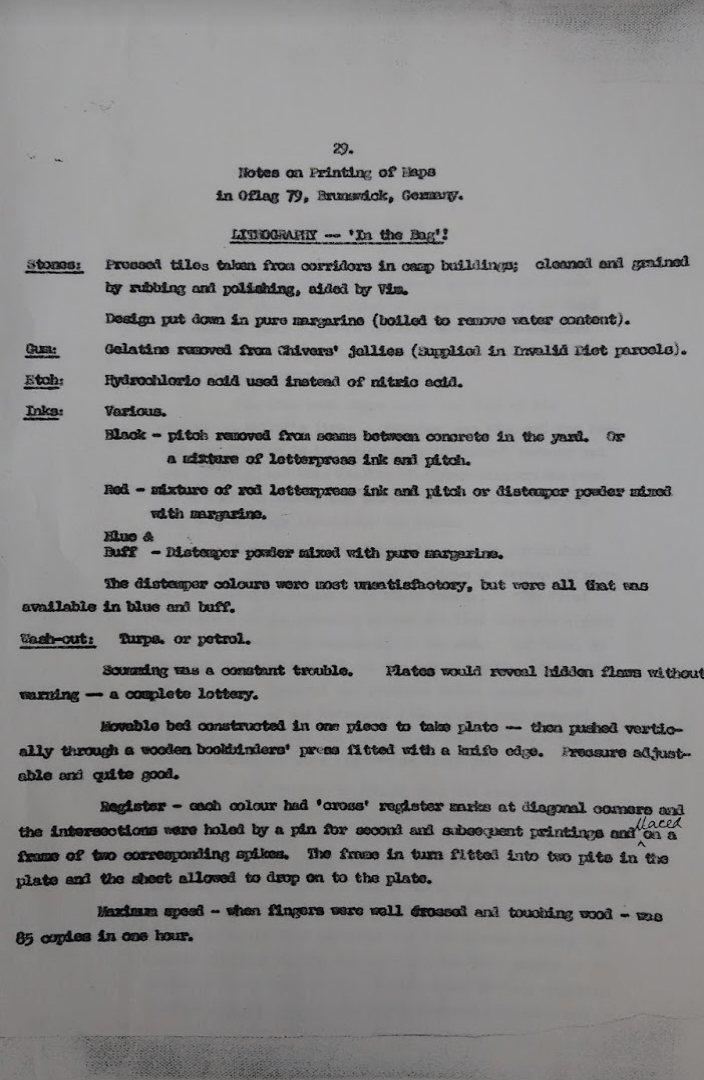 29.
Notes on Printing of Maps
in Oflag 79, Brunswick, Germany.
LITHOGRAPHY -- 'In the Bag'!
Stones: Pressed tiles taken from corridors in camp buildings; cleaned and grained
by rubbing and polishing, aided by Vim.
Design put down in pure margarine (boiled to remove water content).
Gum: Gelatine removed from Chivers' jellies (Supplied in Invalid Diet parcels).
Etch: Hydrochloric acid used instead of nitric acid.
Inks: Various.
Black - pitch removed from seams between concrete in the yard. Or
a mixture of letterpress ink and pitch.
Red - mixture of red letterpress ink and pitch or distemper powder mixed
with margarine.
Blue &
Buff - Distemper powder mixed with pure margarine.
The distemper colours were most unsatisfactory, but were all that was
available in blue and buff.
Wash-out: Turps. or petrol.
Scumming was a constant trouble. Plates would reveal hidden flaws without
warning -- a complete lottery.
Movable bed constructed in one piece to take plate -- then pushed vertic-
ally through a wooden bookbinders' press fitted with a knife edge. Pressure adjust-
able and quite good.
Register - each colour had 'cross' register marks at diagonal corners and
the intersections were holed by a pin for second and subsequent printings and placed on a
frame of two corresponding spikes. The frame in turn fitted into two pits in the
plate and the sheet allowed to drop on to the plate.
Maximum speed - when fingers were well crossed and touching wood - was
85 copies in one hour.